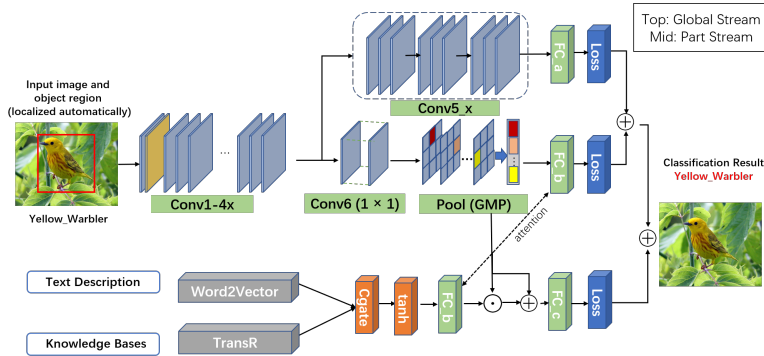 Top: Global Stream
Mid: Part Stream
Input image and
object region
(localized automatically)
Yellow_Warbler
Conv1-4x
...
Conv5_x
FC_a
Loss
Conv6 (1 × 1)
...
Pool (GMP)
FC_b
Loss
attention
Classification Result
Yellow_Warbler
Text Description
Word2Vector
Knowledge Bases
TransR
Cgate
tanh
FC_b
FC_c
Loss